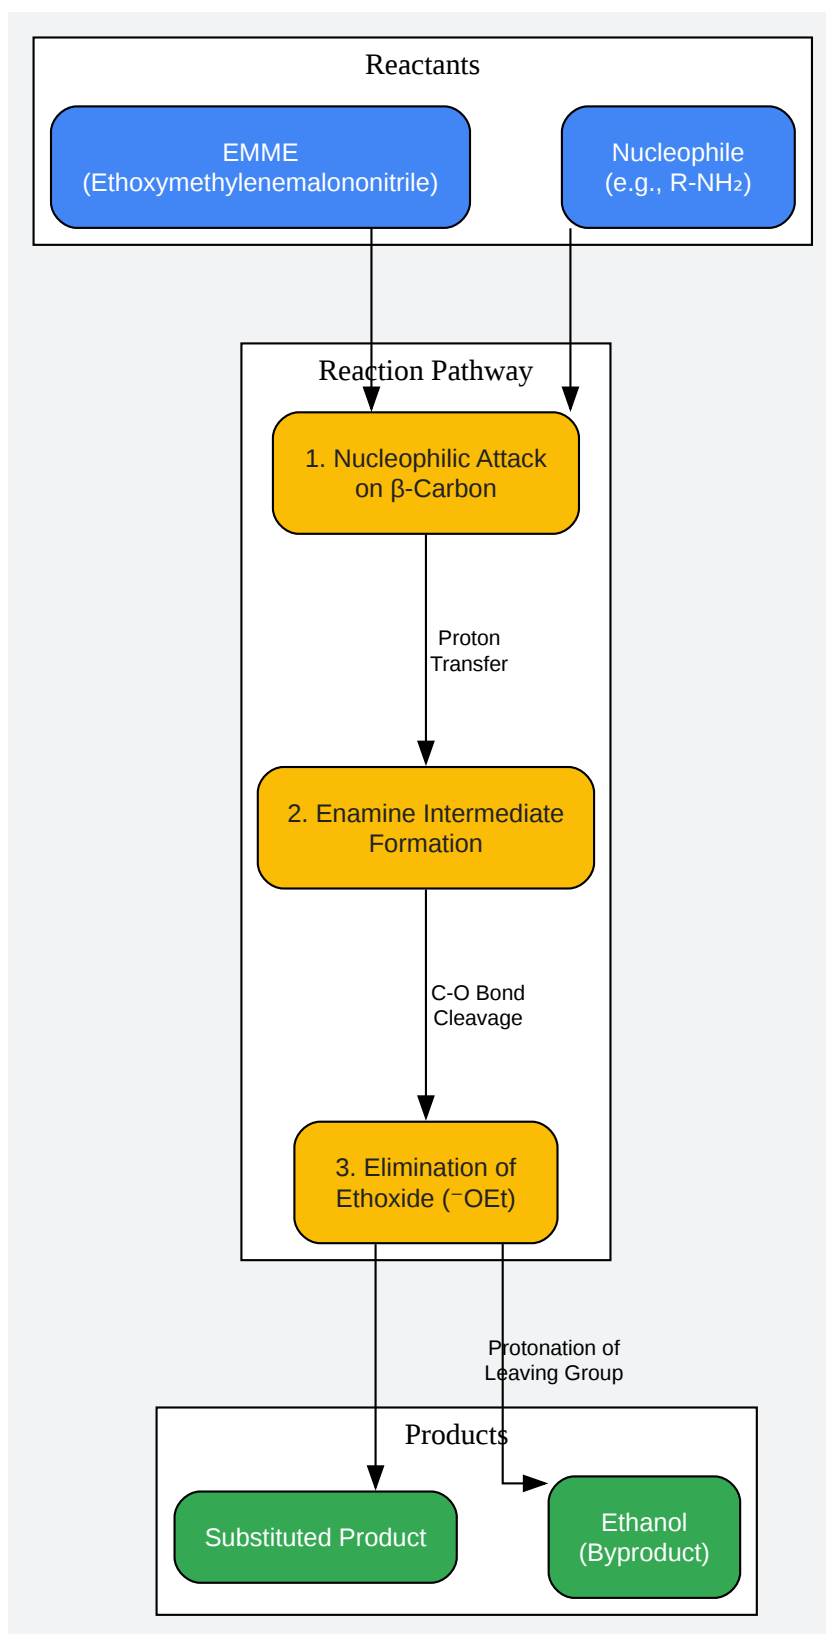 Reactants
EMME
(Ethoxymethylenemalononitrile)
Nucleophile
(e.g., R-NH₂)
Reaction Pathway
1. Nucleophilic Attack
on β-Carbon
Proton
Transfer
2. Enamine Intermediate
Formation
C-O Bond
Cleavage
3. Elimination of
Ethoxide (⁻OEt)
Protonation of
Leaving Group
Products
Substituted Product
Ethanol
(Byproduct)